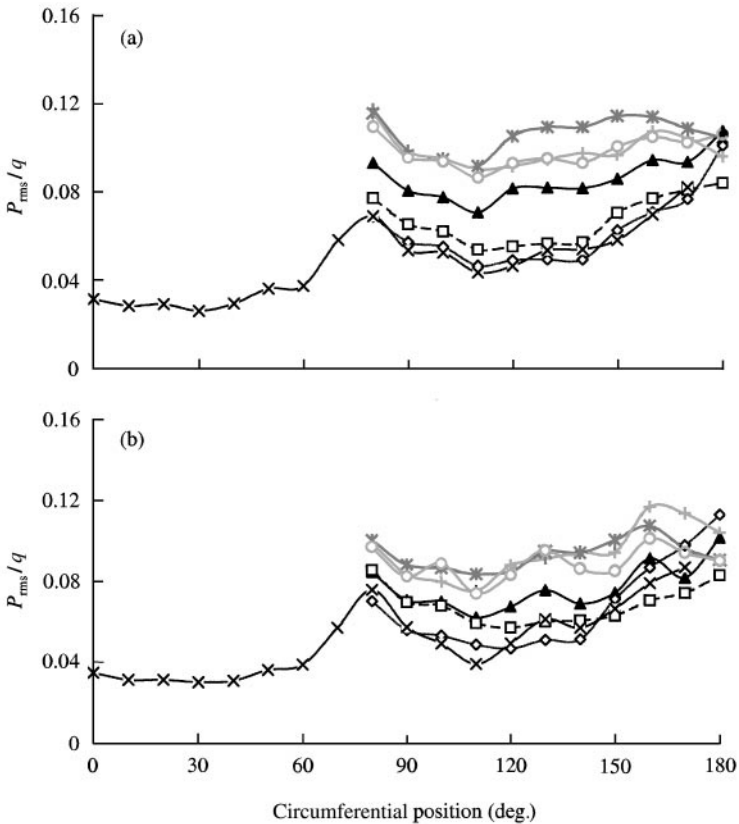 0.16
(a)
0.12
P_rms/q
0.08
0.04
0
0.16
(b)
0.12
P_rms/q
0.08
0.04
0
0 30 60 90 120 150 180
Circumferential position (deg.)